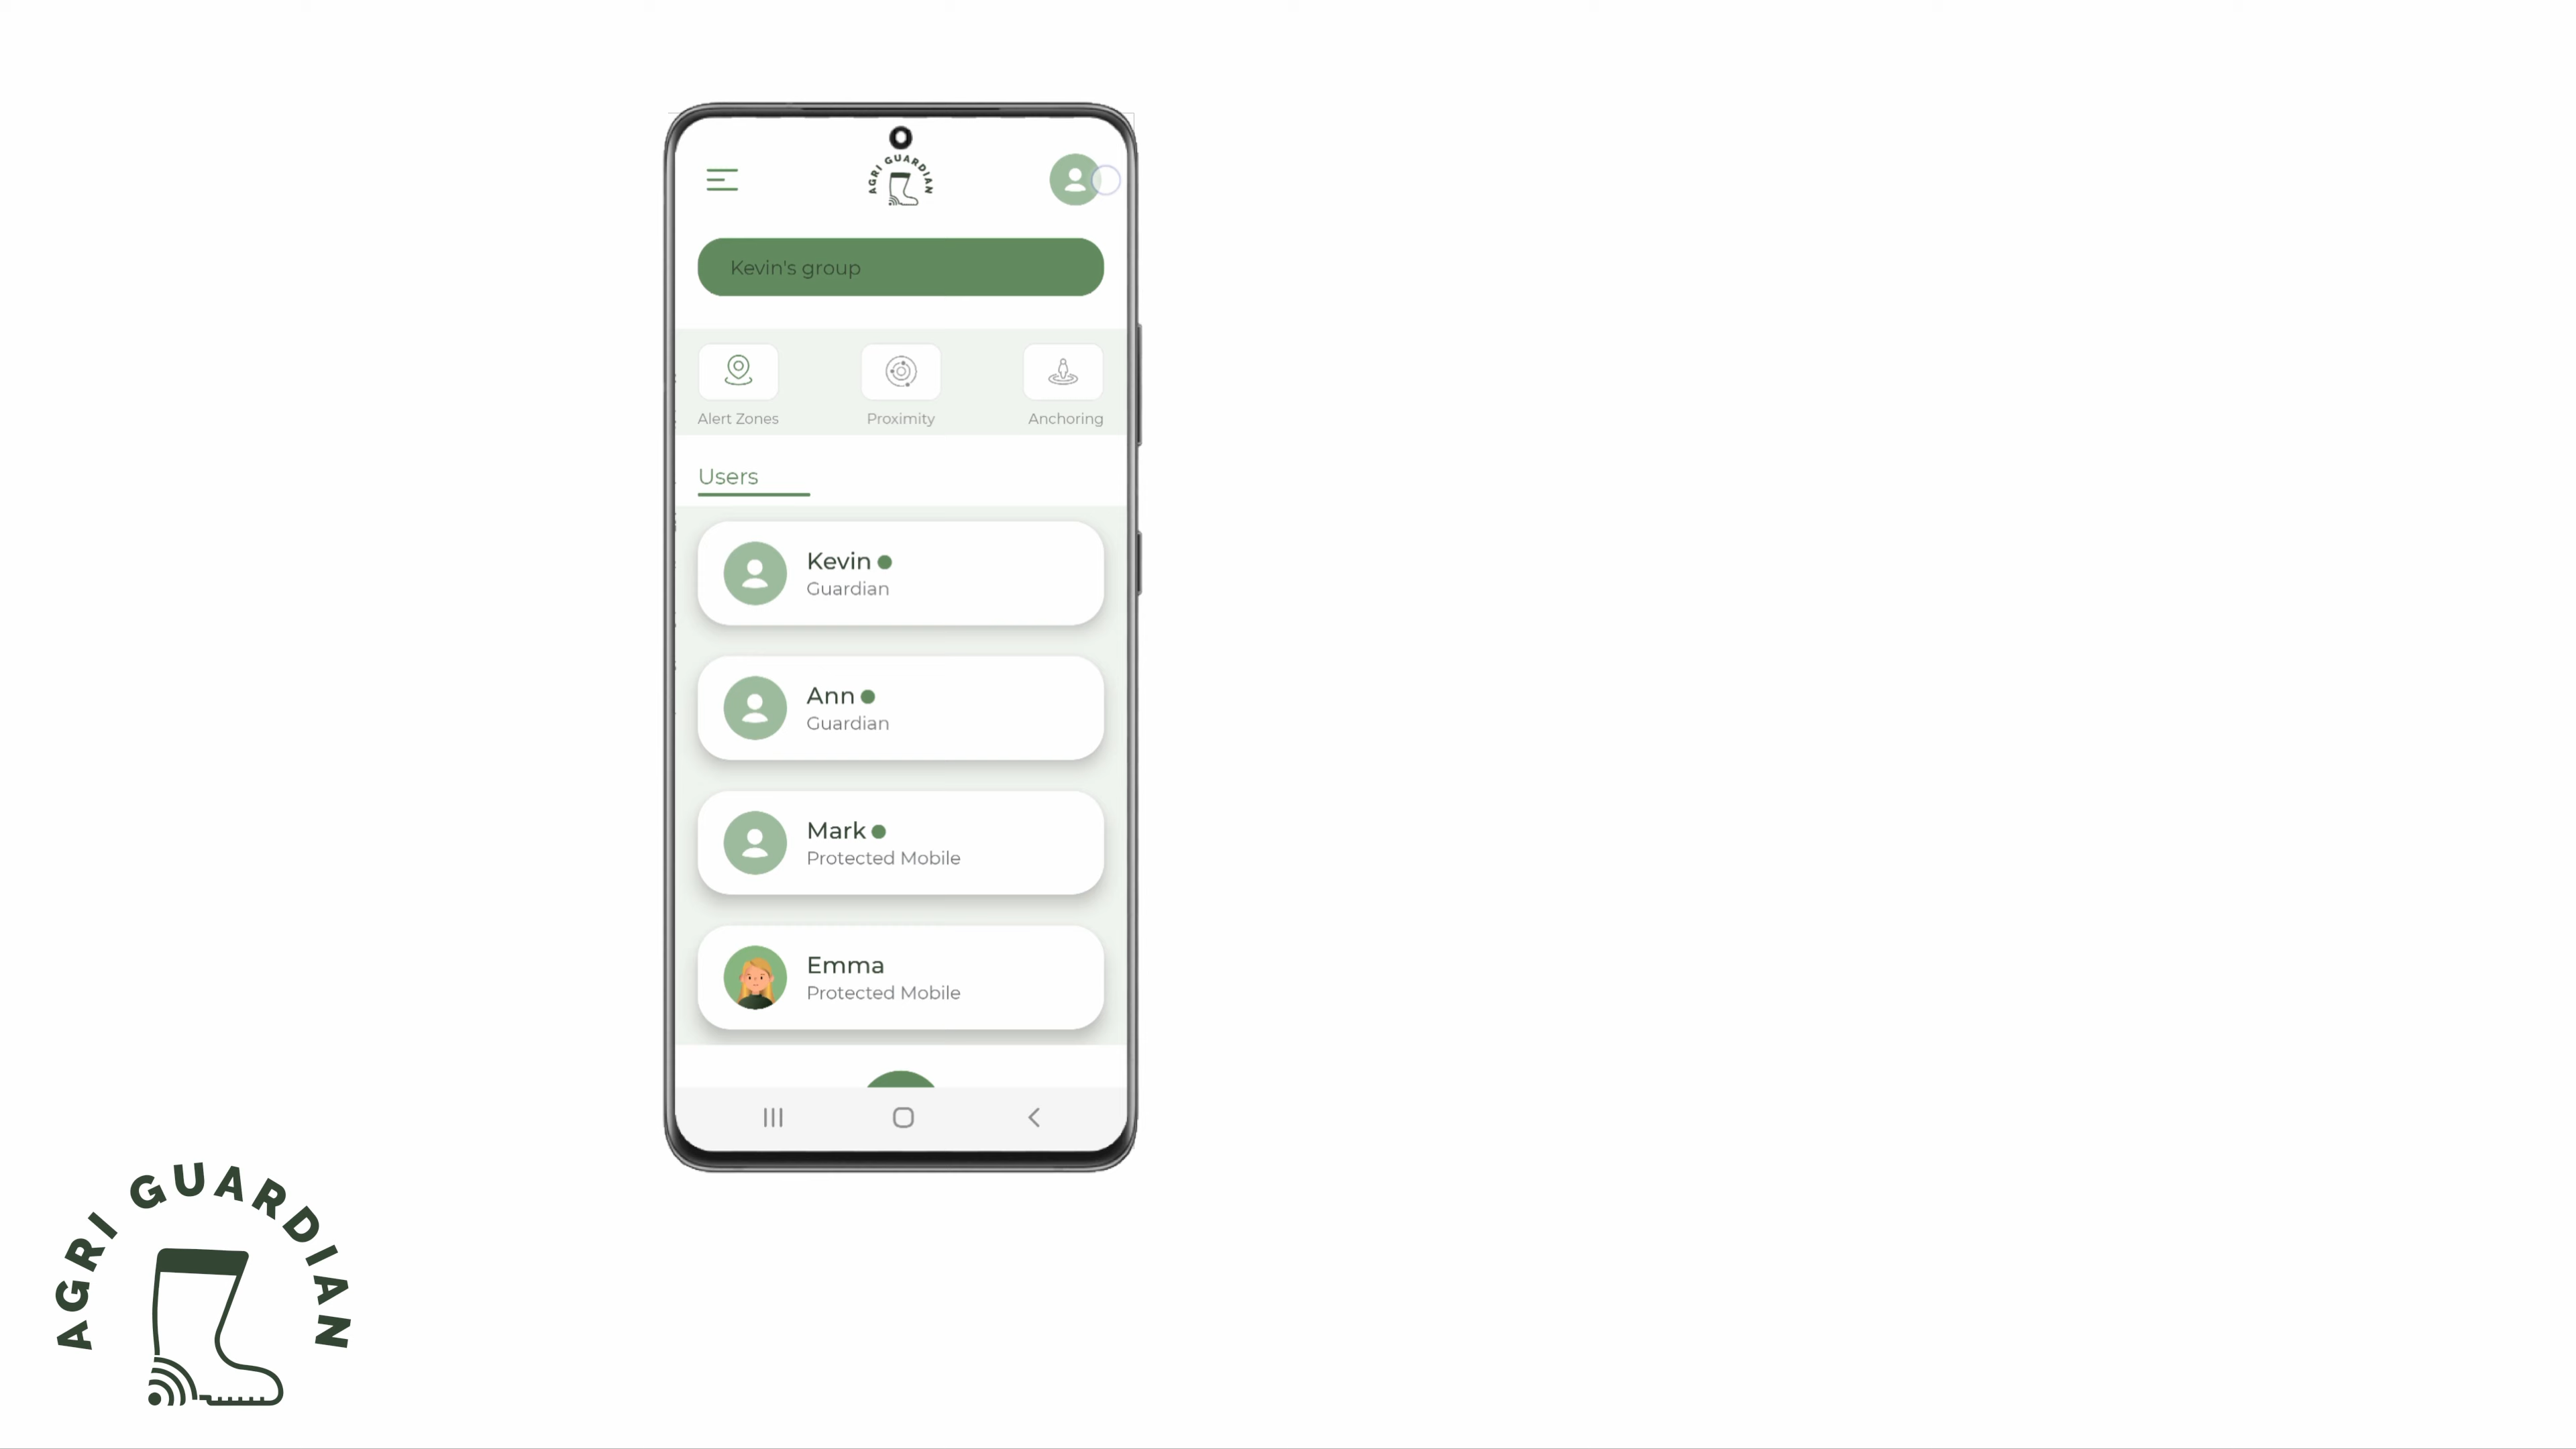 AGRI GUARDIAN
Kevin's group
Alert Zones
Proximity
Anchoring
Users
Kevin
Guardian
Ann
Guardian
Mark
Protected Mobile
Emma
Protected Mobile
AGRI GUARDIAN